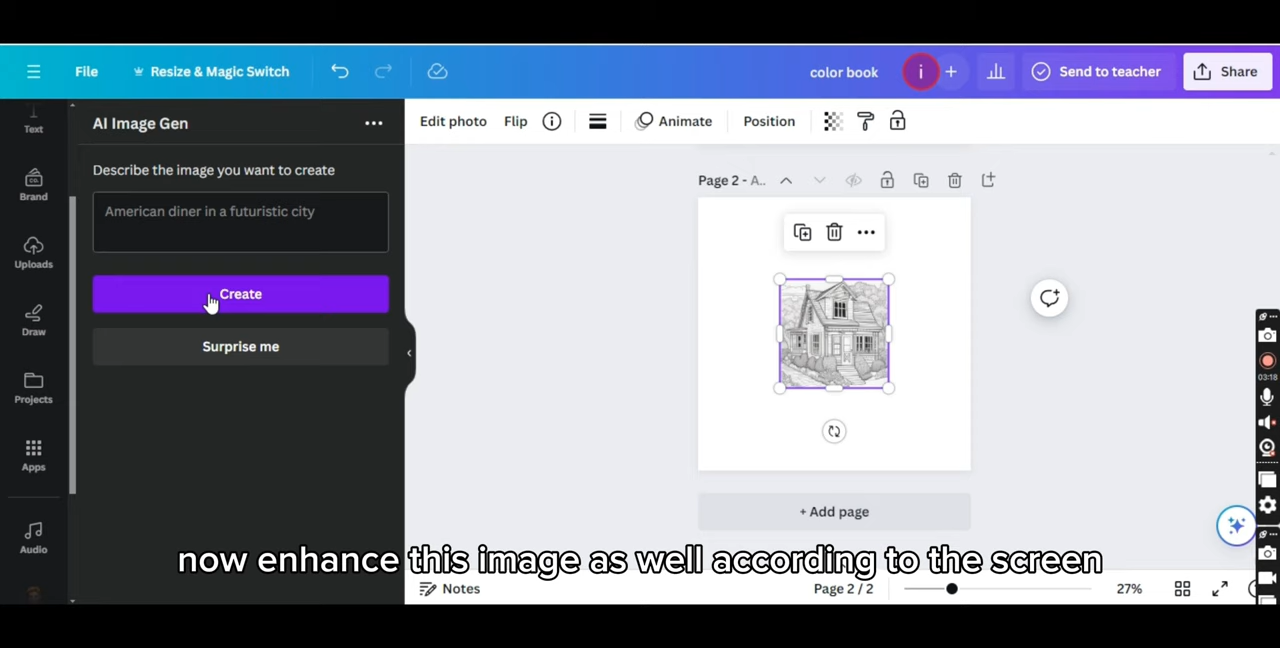 File
Resize & Magic Switch
color book
i
Send to teacher
Share
Text
Brand
Uploads
Draw
Projects
Apps
Audio
AI Image Gen
Describe the image you want to create
American diner in a futuristic city
Create
Surprise me
Edit photo
Flip
Animate
Position
Page 2 - A..
+ Add page
03:18
now enhance this image as well according to the screen
Notes
Page 2 / 2
27%